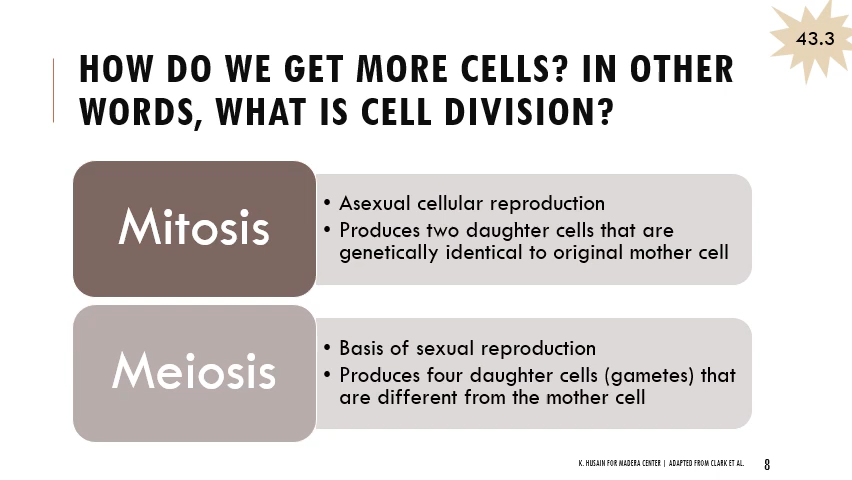 43.3
HOW DO WE GET MORE CELLS? IN OTHER
WORDS, WHAT IS CELL DIVISION?
Mitosis
• Asexual cellular reproduction
• Produces two daughter cells that are
genetically identical to original mother cell
Meiosis
• Basis of sexual reproduction
• Produces four daughter cells (gametes) that
are different from the mother cell
K. HUSAIN FOR MADERA CENTER | ADAPTED FROM CLARK ET AL.
8